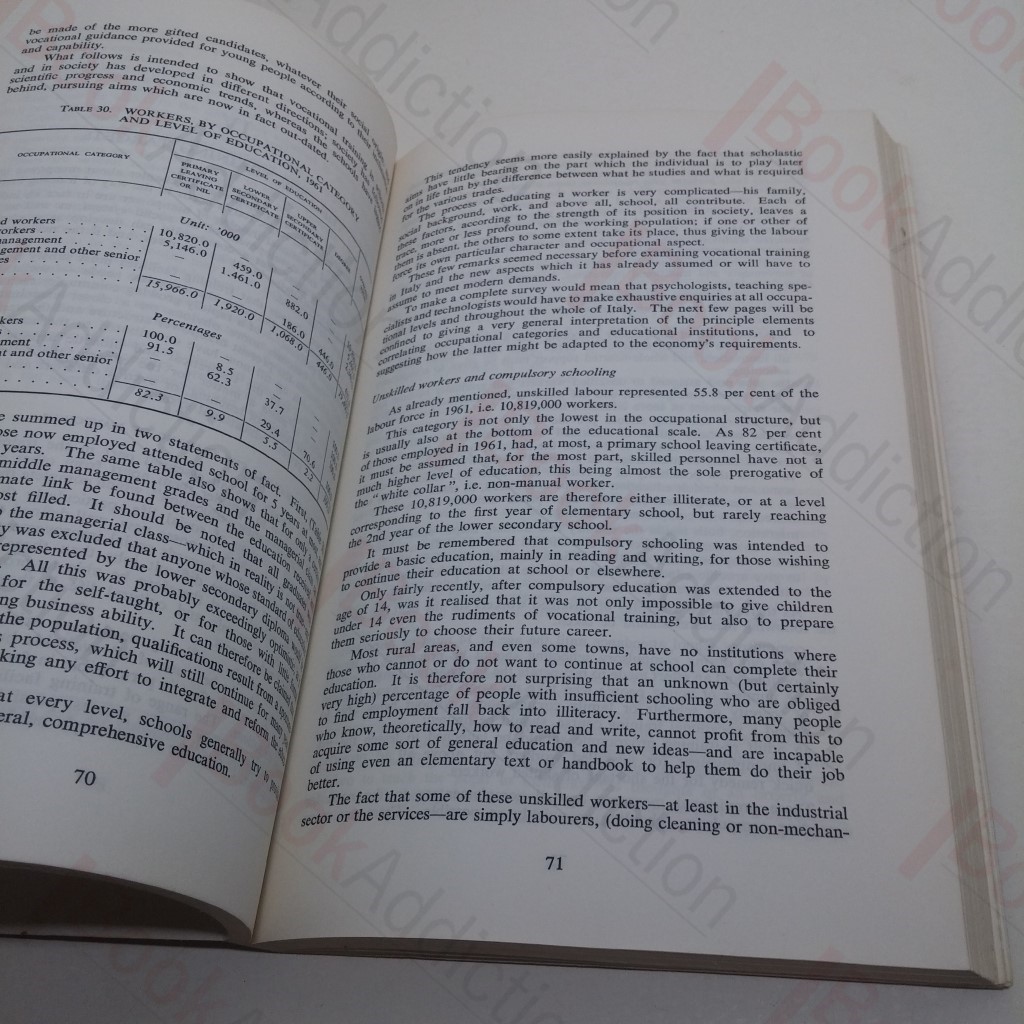 be made of the more gifted candidates, whatever their social
vocational guidance provided for young people according to their
and capability.
What follows is intended to show that vocational training
and in society has developed in different directions; society
scientific progress and economic trends, whereas the school
behind, pursuing aims which are now in fact out-dated.
TABLE 30. WORKERS, BY OCCUPATIONAL CATEGORY
AND LEVEL OF EDUCATION, 1961
OCCUPATIONAL CATEGORY
LEVEL OF EDUCATION
PRIMARY LEAVING CERTIFICATE OR NIL
LOWER SECONDARY CERTIFICATE
UPPER SECONDARY CERTIFICATE
Unit: '000
d workers 10,820.0
orkers 5,146.0 459.0
anagement 1,461.0 882.0
gement and other senior 186.0 446.0
15,966.0 1,920.0 1,068.0 446.0
Percentages
kers 100.0
91.5 8.5
ment 62.3 37.7
t and other senior 29.4 70.6
82.3 9.9 5.5 2.3
e summed up in two statements of fact. First
ose now employed attended school for 5 years at
years. The same table also shows that for only a
middle management grades and the managerial
mate link be found between the education
ost filled. It should be noted that all
o the managerial class—which in reality is not
y was excluded that anyone whose standard of
represented by the lower secondary diploma
. All this was probably exceedingly
for the self-taught, or for those with little
ng business ability. It can therefore be
the population, qualifications result from a
s process, which will still continue for many
king any effort to integrate and reform the
at every level, schools generally try to
eral, comprehensive education.
70
This tendency seems more easily explained by the fact that scholastic
aims have little bearing on the part which the individual is to play later
on in life than by the difference between what he studies and what is required
for the various trades.
The process of educating a worker is very complicated—his family,
social background, work, and above all, school, all contribute. Each of
these factors, according to the strength of its position in society, leaves a
trace, more or less profound, on the working population; if one or other of
them is absent, the others to some extent take its place, thus giving the labour
force its own particular character and occupational aspect.
These few remarks seemed necessary before examining vocational training
in Italy and the new aspects which it has already assumed or will have to
assume to meet modern demands.
To make a complete survey would mean that psychologists, teaching spe-
cialists and technologists would have to make exhaustive enquiries at all occupa-
tional levels and throughout the whole of Italy. The next few pages will be
confined to giving a very general interpretation of the principle elements
correlating occupational categories and educational institutions, and to
suggesting how the latter might be adapted to the economy's requirements.
Unskilled workers and compulsory schooling
As already mentioned, unskilled labour represented 55.8 per cent of the
labour force in 1961, i.e. 10,819,000 workers.
This category is not only the lowest in the occupational structure, but
is usually also at the bottom of the educational scale. As 82 per cent
of those employed in 1961, had, at most, a primary school leaving certificate,
it must be assumed that, for the most part, skilled personnel have not a
much higher level of education, this being almost the sole prerogative of
the "white collar", i.e. non-manual worker.
These 10,819,000 workers are therefore either illiterate, or at a level
corresponding to the first year of elementary school, but rarely reaching
the 2nd year of the lower secondary school.
It must be remembered that compulsory schooling was intended to
provide a basic education, mainly in reading and writing, for those wishing
to continue their education at school or elsewhere.
Only fairly recently, after compulsory education was extended to the
age of 14, was it realised that it was not only impossible to give children
under 14 even the rudiments of vocational training, but also to prepare
them seriously to choose their future career.
Most rural areas, and even some towns, have no institutions where
those who cannot or do not want to continue at school can complete their
education. It is therefore not surprising that an unknown (but certainly
very high) percentage of people with insufficient schooling who are obliged
to find employment fall back into illiteracy. Furthermore, many people
who know, theoretically, how to read and write, cannot profit from this to
acquire some sort of general education and new ideas—and are incapable
of using even an elementary text or handbook to help them do their job
better.
The fact that some of these unskilled workers—at least in the industrial
sector or the services—are simply labourers, (doing cleaning or non-mechan-
71
BookAddiction